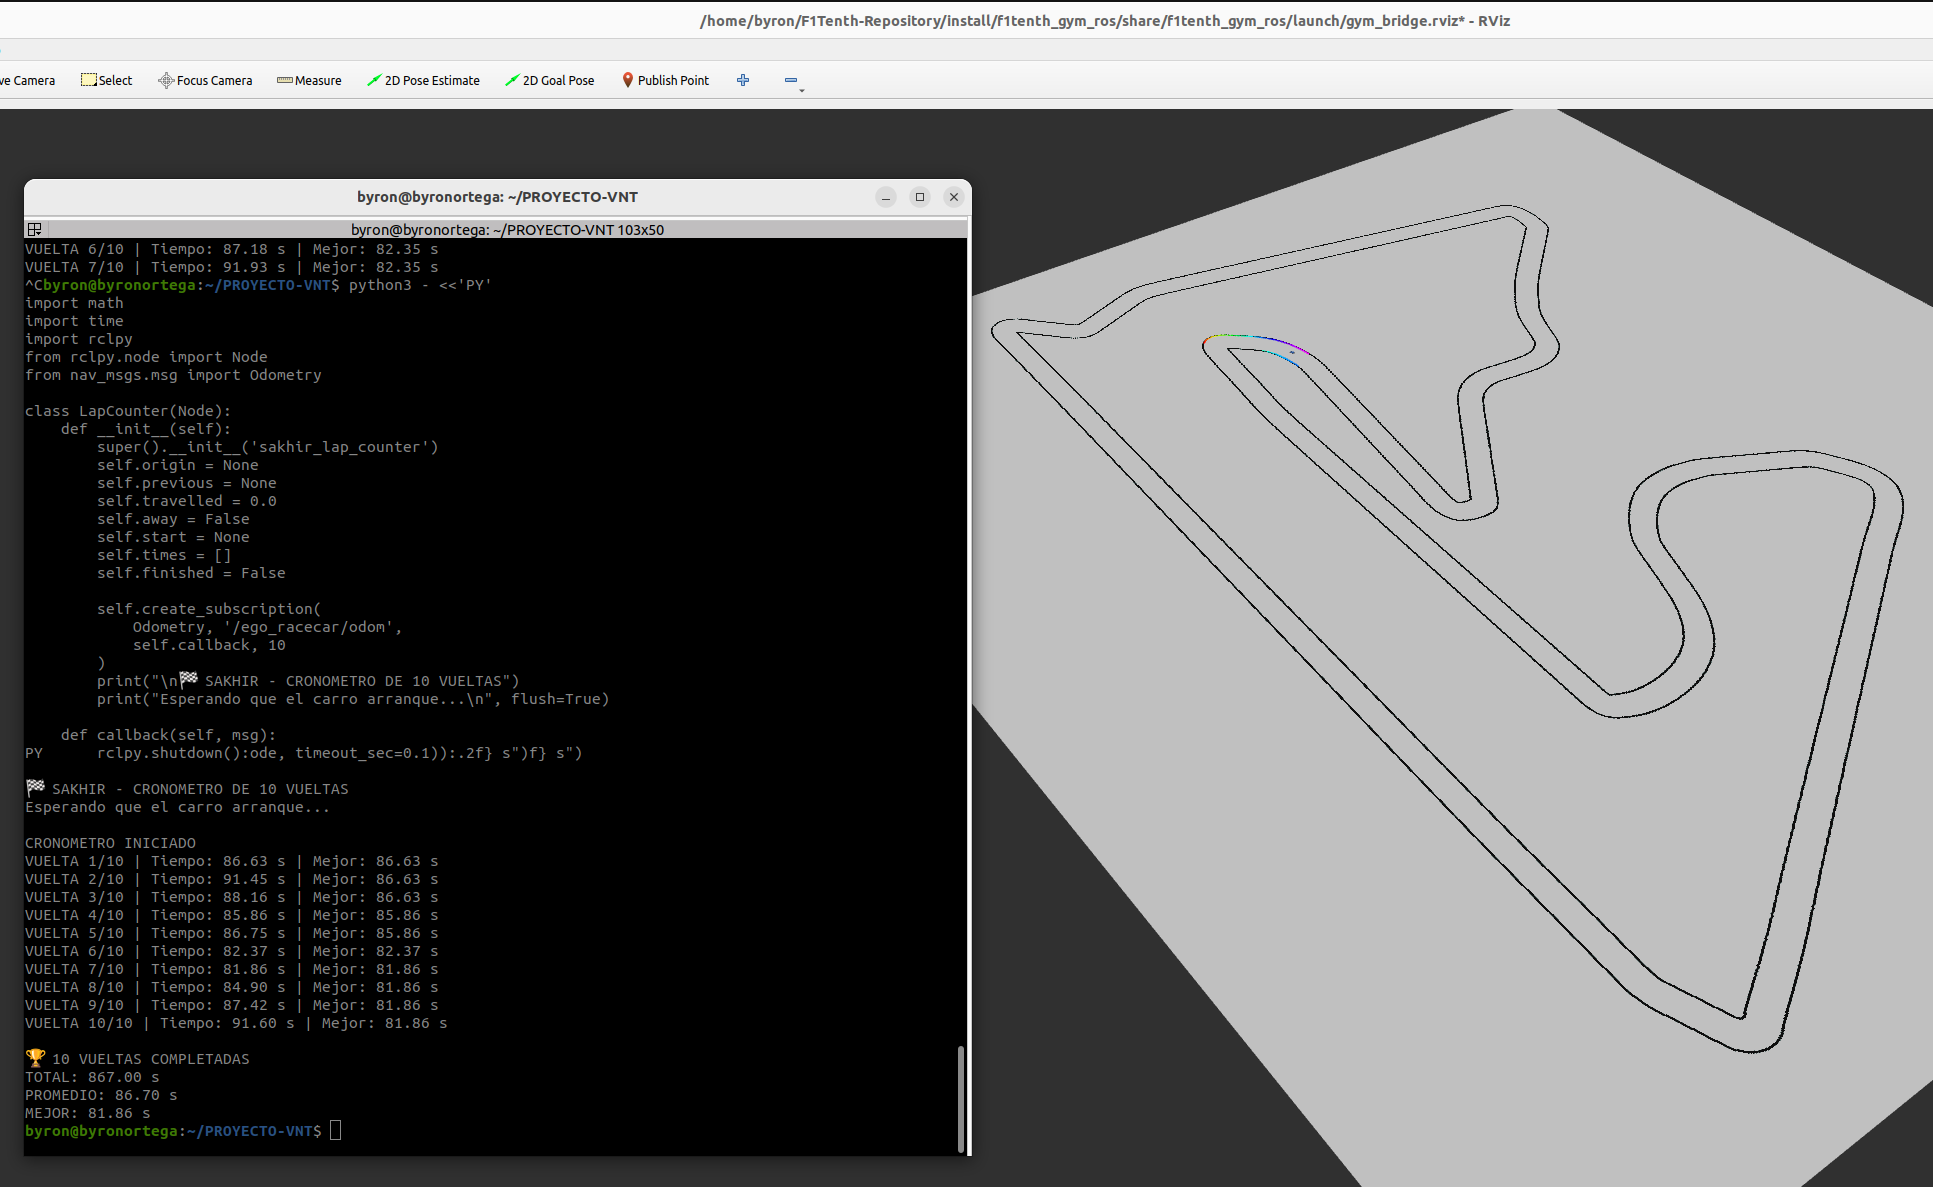 /home/byron/F1Tenth-Repository/install/f1tenth_gym_ros/share/f1tenth_gym_ros/launch/gym_bridge.rviz* - RViz
ve Camera Select Focus Camera Measure 2D Pose Estimate 2D Goal Pose Publish Point
byron@byronortega: ~/PROYECTO-VNT
byron@byronortega: ~/PROYECTO-VNT 103x50
VUELTA 6/10 | Tiempo: 87.18 s | Mejor: 82.35 s
VUELTA 7/10 | Tiempo: 91.93 s | Mejor: 82.35 s
^Cbyron@byronortega:~/PROYECTO-VNT$ python3 - <<'PY'
import math
import time
import rclpy
from rclpy.node import Node
from nav_msgs.msg import Odometry
class LapCounter(Node):
    def __init__(self):
        super().__init__('sakhir_lap_counter')
        self.origin = None
        self.previous = None
        self.travelled = 0.0
        self.away = False
        self.start = None
        self.times = []
        self.finished = False
        self.create_subscription(
            Odometry, '/ego_racecar/odom',
            self.callback, 10
        )
        print("\n🏁 SAKHIR - CRONOMETRO DE 10 VUELTAS")
        print("Esperando que el carro arranque...\n", flush=True)
    def callback(self, msg):
PY      rclpy.shutdown():ode, timeout_sec=0.1)):.2f} s")f} s")
🏁 SAKHIR - CRONOMETRO DE 10 VUELTAS
Esperando que el carro arranque...
CRONOMETRO INICIADO
VUELTA 1/10 | Tiempo: 86.63 s | Mejor: 86.63 s
VUELTA 2/10 | Tiempo: 91.45 s | Mejor: 86.63 s
VUELTA 3/10 | Tiempo: 88.16 s | Mejor: 86.63 s
VUELTA 4/10 | Tiempo: 85.86 s | Mejor: 85.86 s
VUELTA 5/10 | Tiempo: 86.75 s | Mejor: 85.86 s
VUELTA 6/10 | Tiempo: 82.37 s | Mejor: 82.37 s
VUELTA 7/10 | Tiempo: 81.86 s | Mejor: 81.86 s
VUELTA 8/10 | Tiempo: 84.90 s | Mejor: 81.86 s
VUELTA 9/10 | Tiempo: 87.42 s | Mejor: 81.86 s
VUELTA 10/10 | Tiempo: 91.60 s | Mejor: 81.86 s
🏆 10 VUELTAS COMPLETADAS
TOTAL: 867.00 s
PROMEDIO: 86.70 s
MEJOR: 81.86 s
byron@byronortega:~/PROYECTO-VNT$